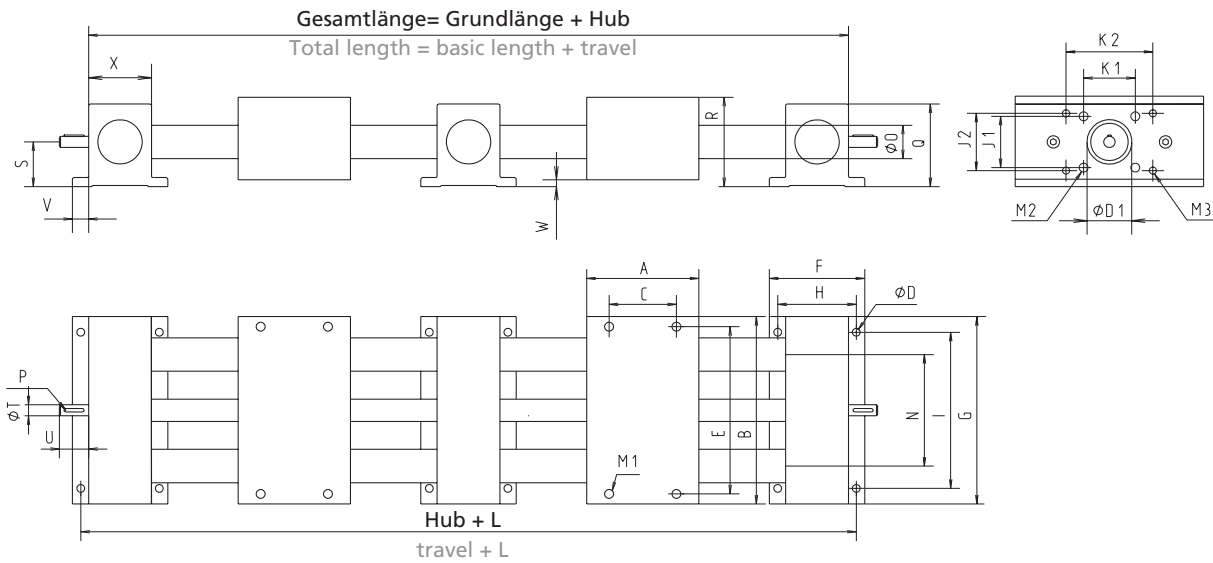 Gesamtlänge= Grundlänge + Hub
Total length = basic length + travel
X
S
V
W
R
ØO
Q
K2
K1
J2
J1
M2
ØD1
M3
A
C
F
H
ØD
P
ØT
U
E
B
M1
N
I
G
Hub + L
travel + L